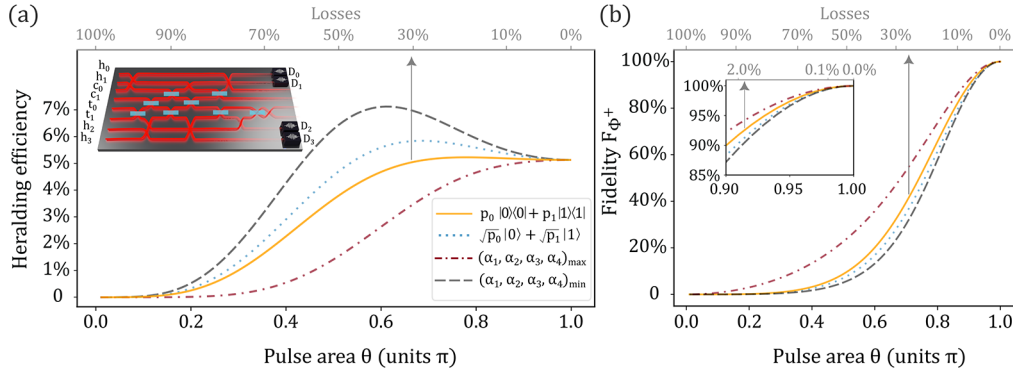 (a)
Losses
100% 90% 70% 50% 30% 10% 0%
h₀
h₁
c₀
c₁
t₀
t₁
h₂
h₃
D₀
D₁
D₂
D₃
Heralding efficiency
7%
6%
5%
4%
3%
2%
1%
0
p₀ |0⟩⟨0| + p₁ |1⟩⟨1|
√p₀ |0⟩ + √p₁ |1⟩
(α₁, α₂, α₃, α₄)max
(α₁, α₂, α₃, α₄)min
0.0 0.2 0.4 0.6 0.8 1.0
Pulse area θ (units π)
(b)
Losses
100% 90% 70% 50% 30% 10% 0%
Fidelity FΦ⁺
100%
80%
60%
40%
20%
0
2.0% 0.1% 0.0%
100%
95%
90%
85%
0.90 0.95 1.00
0.0 0.2 0.4 0.6 0.8 1.0
Pulse area θ (units π)